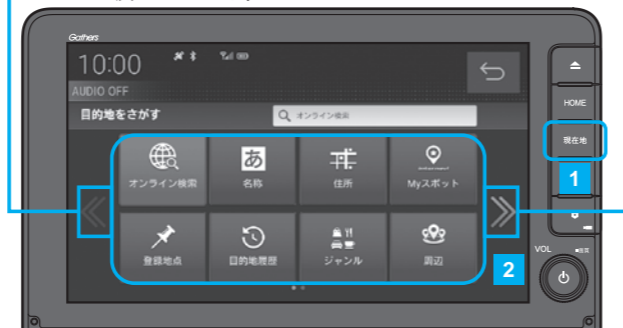 Gathers
10:00
AUDIO OFF
目的地をさがす
オンライン検索
オンライン検索
名称
住所
Myスポット
登録地点
目的地履歴
ジャンル
周辺
2
HOME
現在地
1
VOL